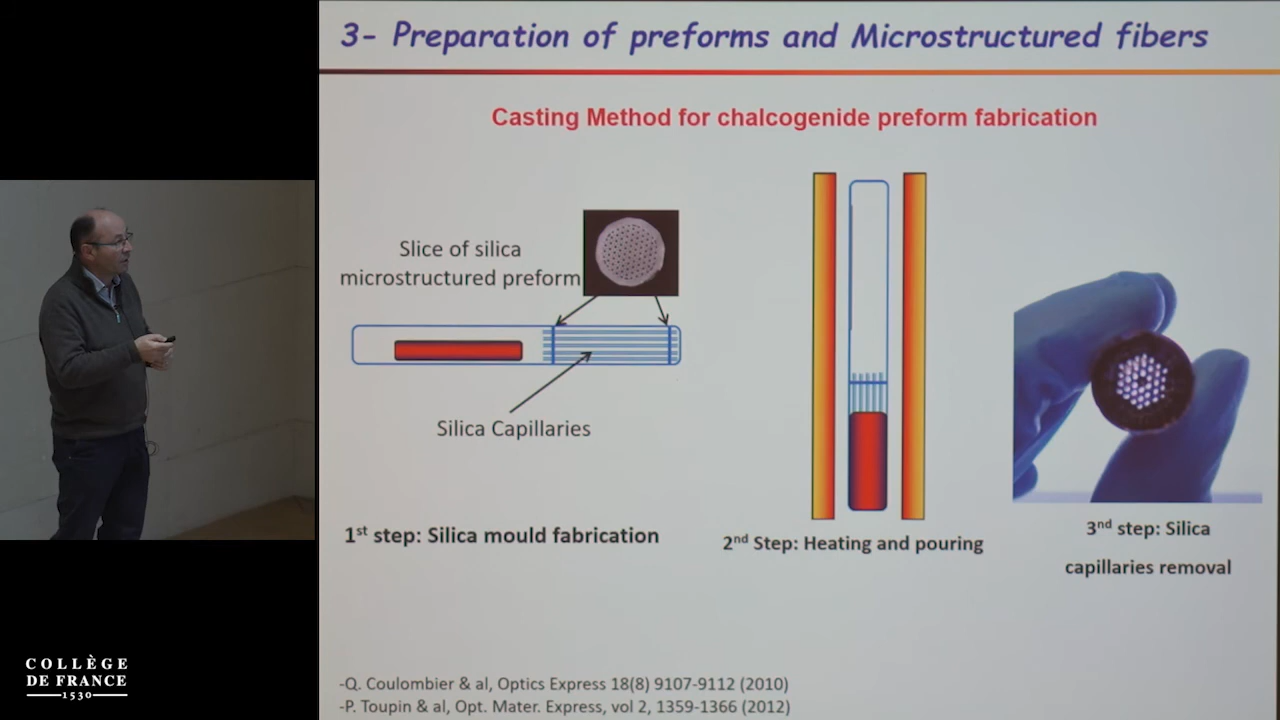 3- Preparation of preforms and Microstructured fibers
Casting Method for chalcogenide preform fabrication
Slice of silica
microstructured preform
Silica Capillaries
1st step: Silica mould fabrication
2nd Step: Heating and pouring
3nd step: Silica
capillaries removal
-Q. Coulombier & al, Optics Express 18(8) 9107-9112 (2010)
-P. Toupin & al, Opt. Mater. Express, vol 2, 1359-1366 (2012)
COLLÈGE
DE FRANCE
1530